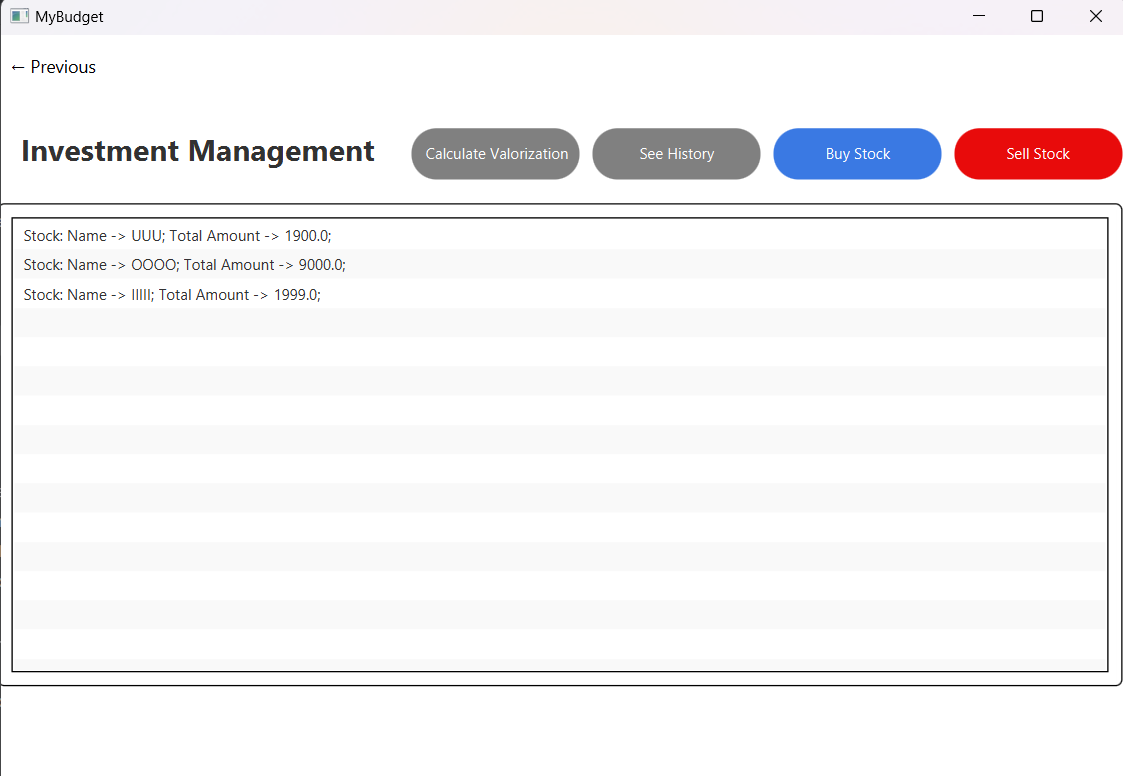 MyBudget
← Previous
Investment Management
Calculate Valorization
See History
Buy Stock
Sell Stock
Stock: Name -> UUU; Total Amount -> 1900.0;
Stock: Name -> OOOO; Total Amount -> 9000.0;
Stock: Name -> IIIII; Total Amount -> 1999.0;